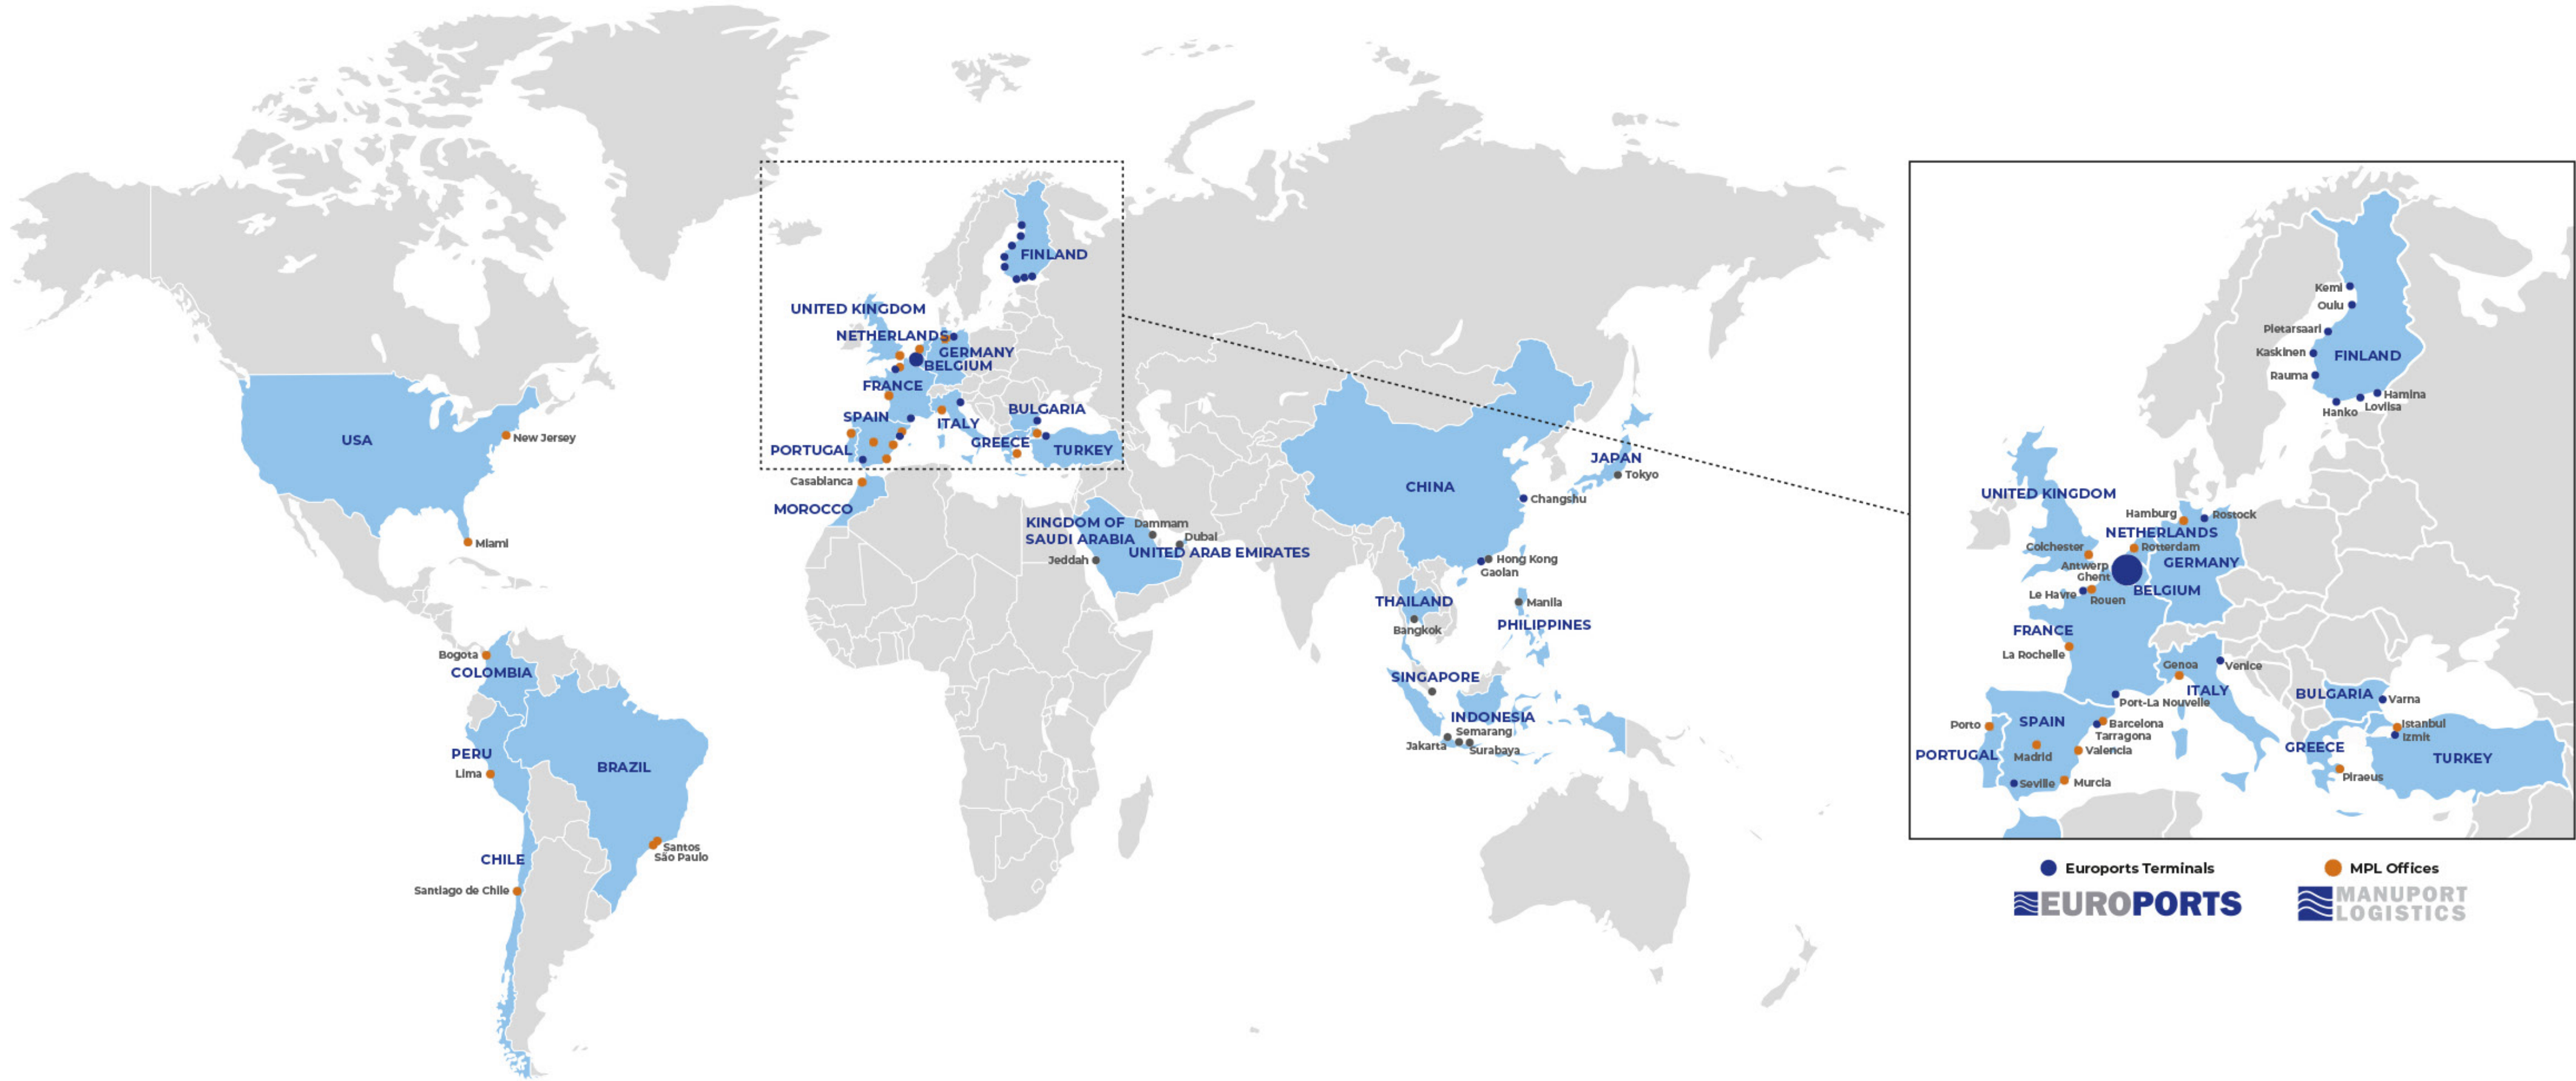 USA
New Jersey
Miami
Bogota
COLOMBIA
PERU
Lima
BRAZIL
Santos
São Paulo
CHILE
Santiago de Chile
FINLAND
UNITED KINGDOM
NETHERLANDS
GERMANY
BELGIUM
FRANCE
SPAIN
ITALY
BULGARIA
GREECE
PORTUGAL
TURKEY
Casablanca
MOROCCO
KINGDOM OF
SAUDI ARABIA
Dammam
Dubai
UNITED ARAB EMIRATES
Jeddah
CHINA
JAPAN
Tokyo
Changshu
Hong Kong
Gaolan
THAILAND
Bangkok
Manila
PHILIPPINES
SINGAPORE
INDONESIA
Semarang
Jakarta
Surabaya
Kemi
Oulu
Pietarsaari
Kaskinen
FINLAND
Rauma
Hamina
Loviisa
Hanko
UNITED KINGDOM
Hamburg
Rostock
NETHERLANDS
Colchester
Rotterdam
Antwerp
GERMANY
Ghent
BELGIUM
Le Havre
Rouen
FRANCE
La Rochelle
Genoa
Venice
ITALY
BULGARIA
Varna
Port-La Nouvelle
Porto
SPAIN
Barcelona
Tarragona
Istanbul
Izmit
Madrid
Valencia
PORTUGAL
GREECE
TURKEY
Seville
Murcia
Piraeus
Euroports Terminals
MPL Offices
EUROPORTS
MANUPORT
LOGISTICS